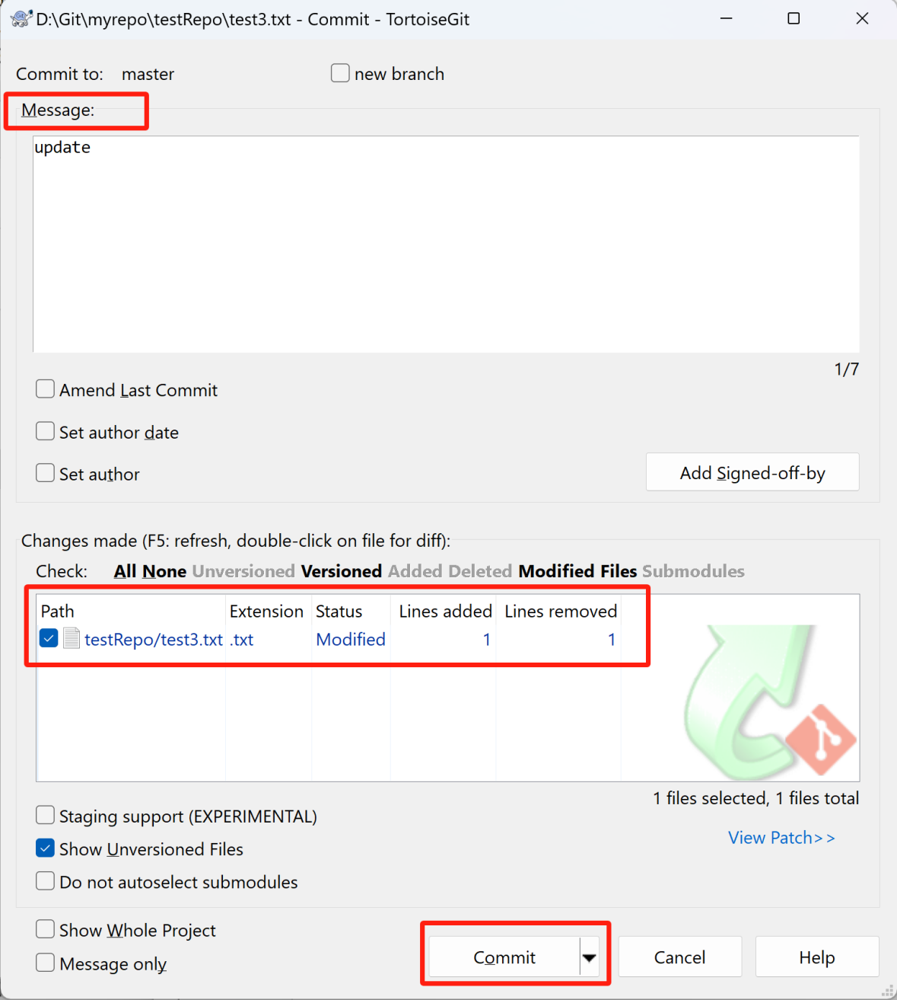 D:\Git\myrepo\testRepo\test3.txt - Commit - TortoiseGit
Commit to: master new branch
Message:
update
1/7
Amend Last Commit
Set author date
Set author
Add Signed-off-by
Changes made (F5: refresh, double-click on file for diff):
Check: All None Unversioned Versioned Added Deleted Modified Files Submodules
Path Extension Status Lines added Lines removed
testRepo/test3.txt .txt Modified 1 1
1 files selected, 1 files total
Staging support (EXPERIMENTAL)
View Patch>>
Show Unversioned Files
Do not autoselect submodules
Show Whole Project
Message only
Commit Cancel Help